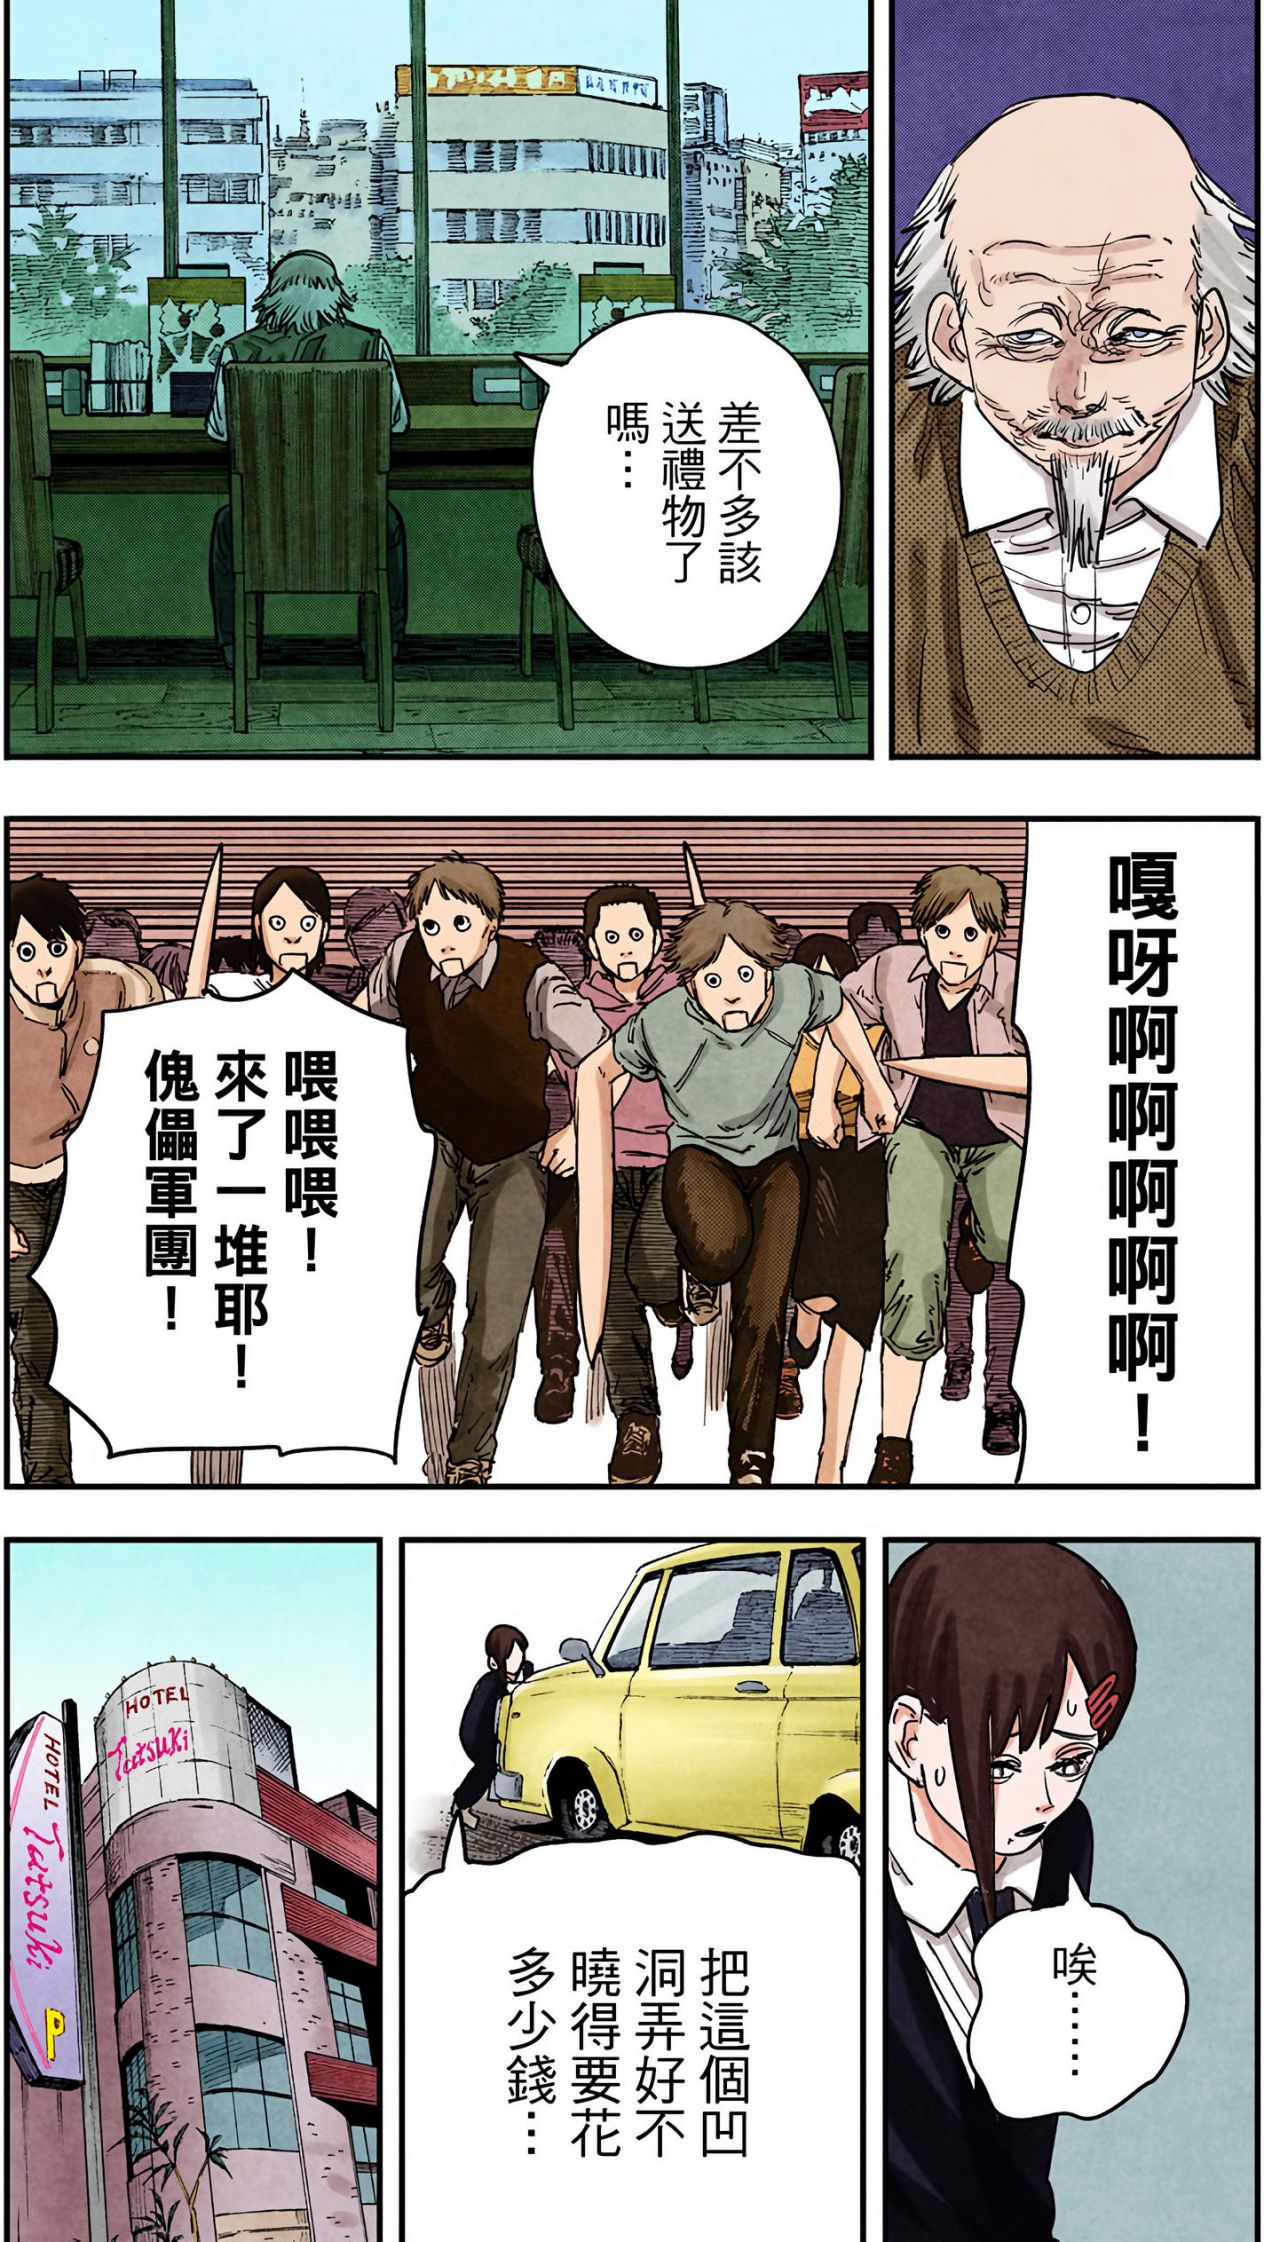 差不多該
送禮物了
嗎…
嘎呀啊啊啊啊啊！
喂喂喂！
來了一堆耶！
傀儡軍團！
唉……
把這個凹
洞弄好不
曉得要花
多少錢…
HOTEL
Tatsuki
HOTEL
Tatsuki
P